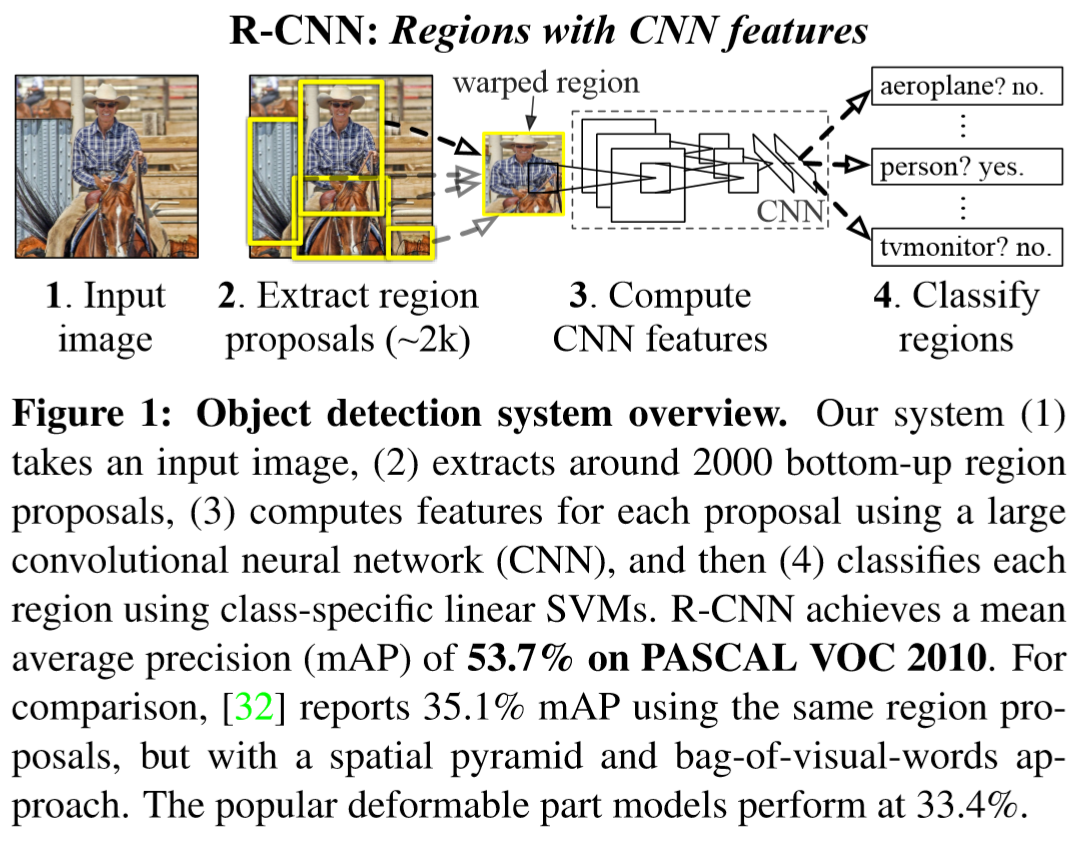 R-CNN: Regions with CNN features
warped region
aeroplane? no.
⋮
person? yes.
⋮
tvmonitor? no.
CNN
1. Input
image
2. Extract region
proposals (~2k)
3. Compute
CNN features
4. Classify
regions
Figure 1: Object detection system overview. Our system (1)
takes an input image, (2) extracts around 2000 bottom-up region
proposals, (3) computes features for each proposal using a large
convolutional neural network (CNN), and then (4) classifies each
region using class-specific linear SVMs. R-CNN achieves a mean
average precision (mAP) of 53.7% on PASCAL VOC 2010. For
comparison, [32] reports 35.1% mAP using the same region pro-
posals, but with a spatial pyramid and bag-of-visual-words ap-
proach. The popular deformable part models perform at 33.4%.